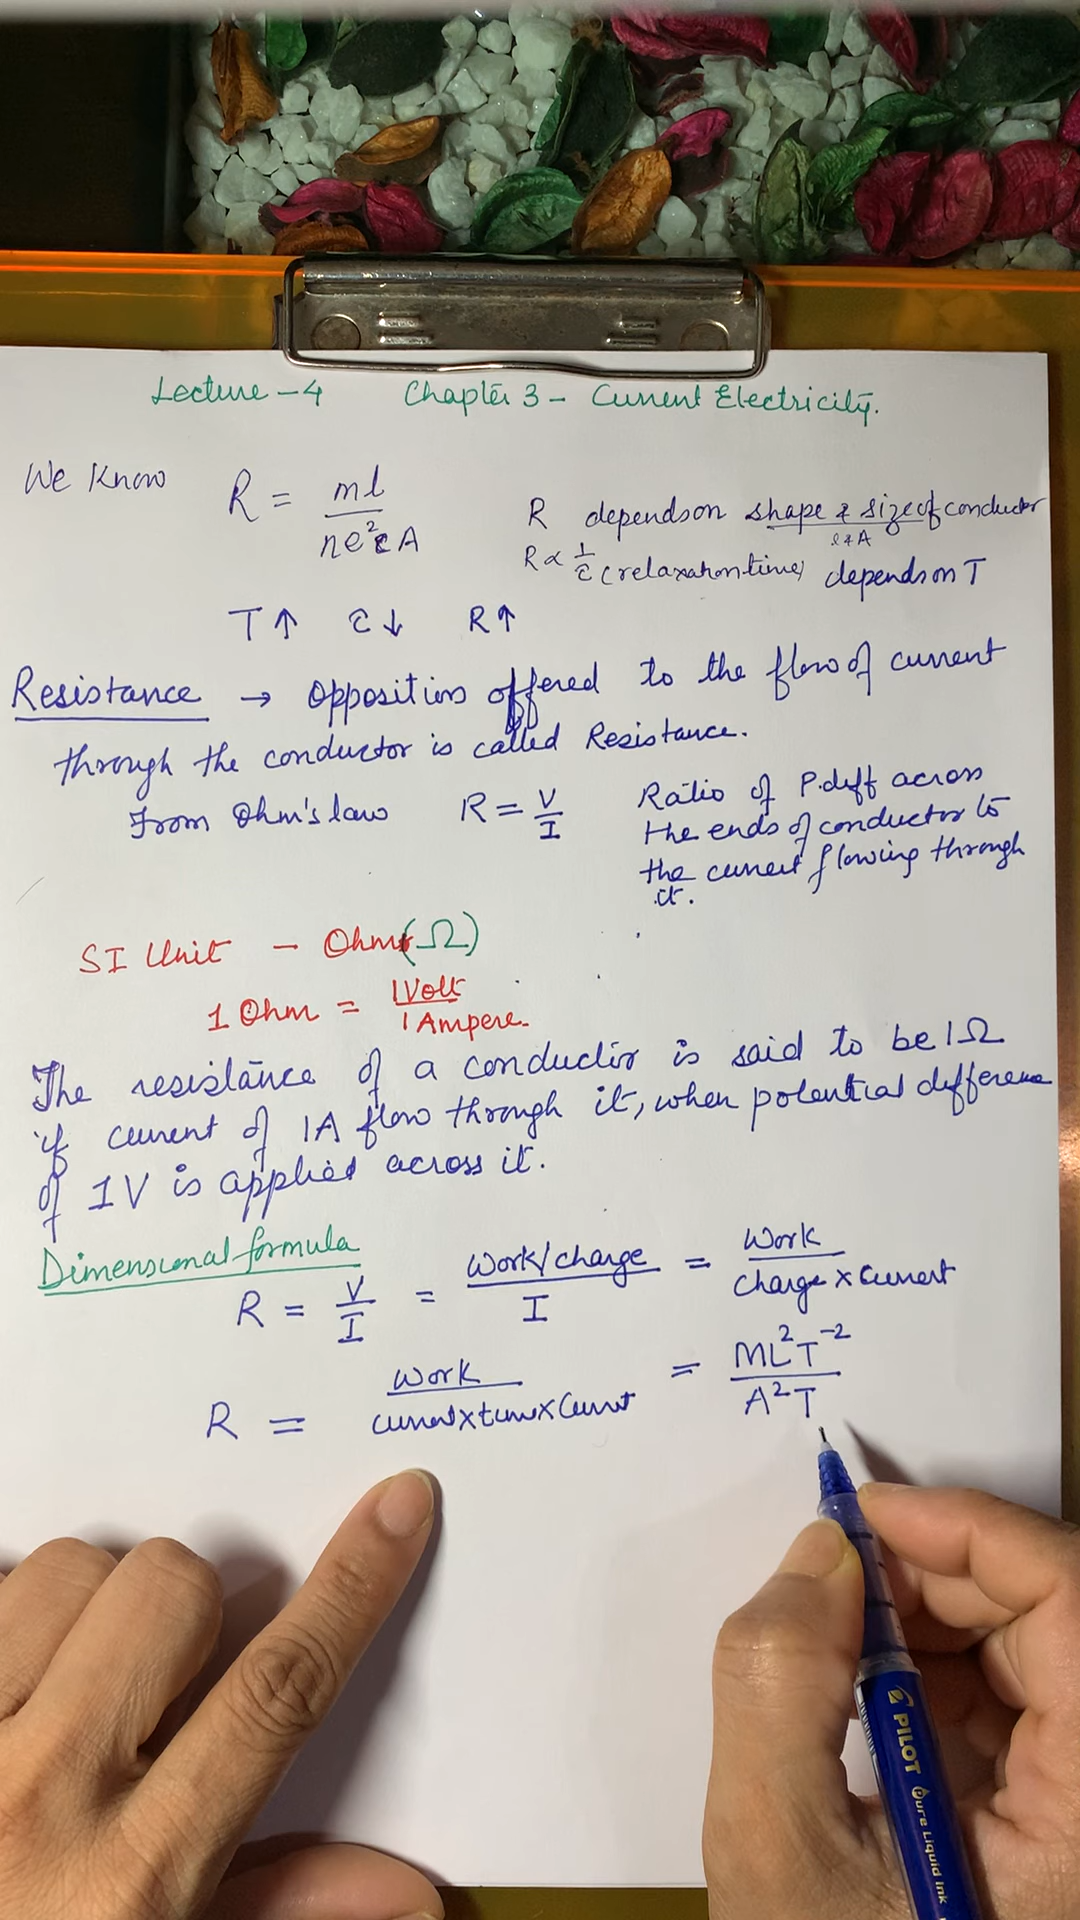 Lecture - 4 Chapter 3 - Current Electricity.
We Know R = ml / ne²τA
R depends on shape & size of conductor
l & A
R ∝ 1/τ (relaxation time) depends on T
T↑ τ↓ R↑
Resistance → Opposition offered to the flow of current
through the conductor is called Resistance.
From Ohm's law R = V/I
Ratio of P.diff across
the ends of conductor to
the current flowing through
it.
SI Unit - Ohm (Ω)
1 Ohm = 1Volt / 1Ampere.
The resistance of a conductor is said to be 1Ω
if current of 1A flow through it, when potential difference
of 1V is applied across it.
Dimensional formula
R = V/I = Work/charge / I = Work / charge x Current
R = Work / current x time x Current = ML²T⁻² / A²T
PILOT Pure Liquid Ink